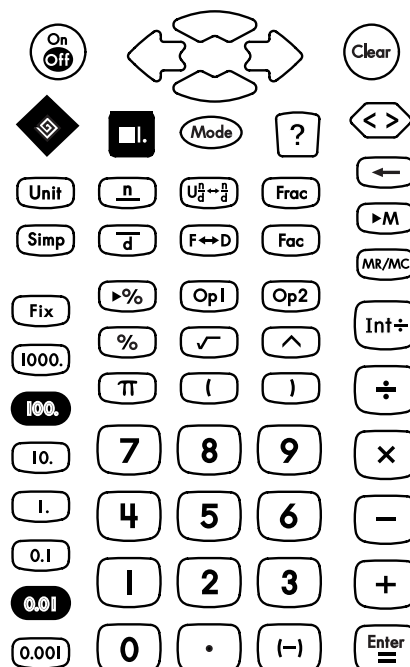 On
Off
Clear
Mode
?
< >
Unit
n
U n/d ↔ n/d
Frac
←
Simp
d
F↔D
Fac
▸M
MR/MC
▸%
Op1
Op2
Fix
Int÷
%
√
^
1000.
π
(
)
÷
100.
7
8
9
×
10.
4
5
6
−
1.
0.1
1
2
3
+
0.01
0
.
(−)
Enter
=
0.001